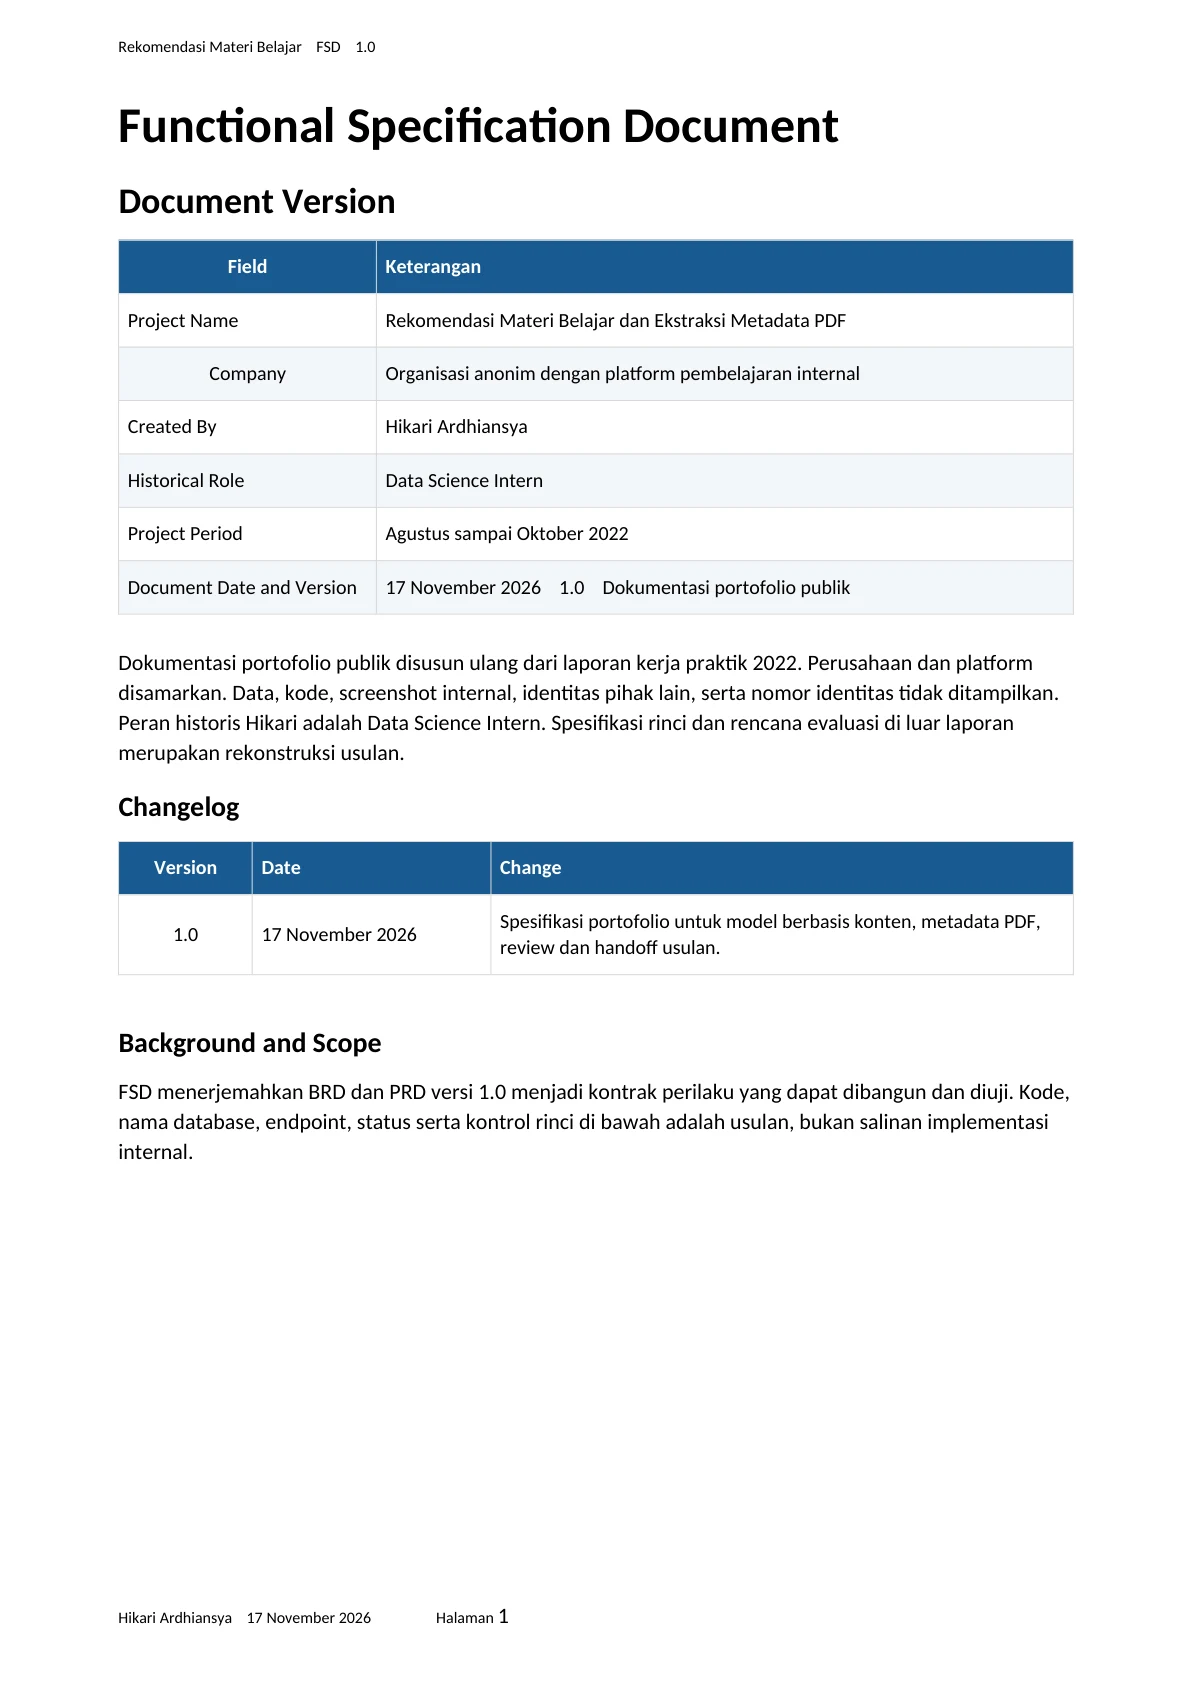 Rekomendasi Materi Belajar FSD 1.0
Functional Specification Document
Document Version
Field Keterangan
Project Name Rekomendasi Materi Belajar dan Ekstraksi Metadata PDF
Company Organisasi anonim dengan platform pembelajaran internal
Created By Hikari Ardhiansya
Historical Role Data Science Intern
Project Period Agustus sampai Oktober 2022
Document Date and Version 17 November 2026 1.0 Dokumentasi portofolio publik
Dokumentasi portofolio publik disusun ulang dari laporan kerja praktik 2022. Perusahaan dan platform
disamarkan. Data, kode, screenshot internal, identitas pihak lain, serta nomor identitas tidak ditampilkan.
Peran historis Hikari adalah Data Science Intern. Spesifikasi rinci dan rencana evaluasi di luar laporan
merupakan rekonstruksi usulan.
Changelog
Version Date Change
1.0 17 November 2026 Spesifikasi portofolio untuk model berbasis konten, metadata PDF,
review dan handoff usulan.
Background and Scope
FSD menerjemahkan BRD dan PRD versi 1.0 menjadi kontrak perilaku yang dapat dibangun dan diuji. Kode,
nama database, endpoint, status serta kontrol rinci di bawah adalah usulan, bukan salinan implementasi
internal.
Hikari Ardhiansya 17 November 2026 Halaman 1